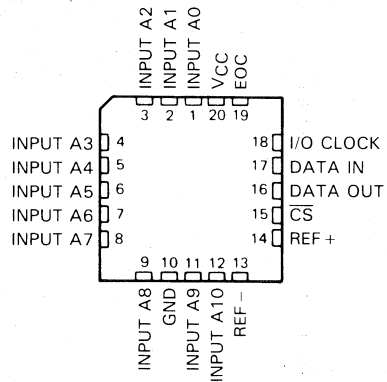 INPUT A2
INPUT A1
INPUT A0
VCC
EOC
3 2 1 20 19
INPUT A3 4
INPUT A4 5
INPUT A5 6
INPUT A6 7
INPUT A7 8
18 I/O CLOCK
17 DATA IN
16 DATA OUT
15 C̅S̅
14 REF+
9 10 11 12 13
INPUT A8
GND
INPUT A9
INPUT A10
REF−